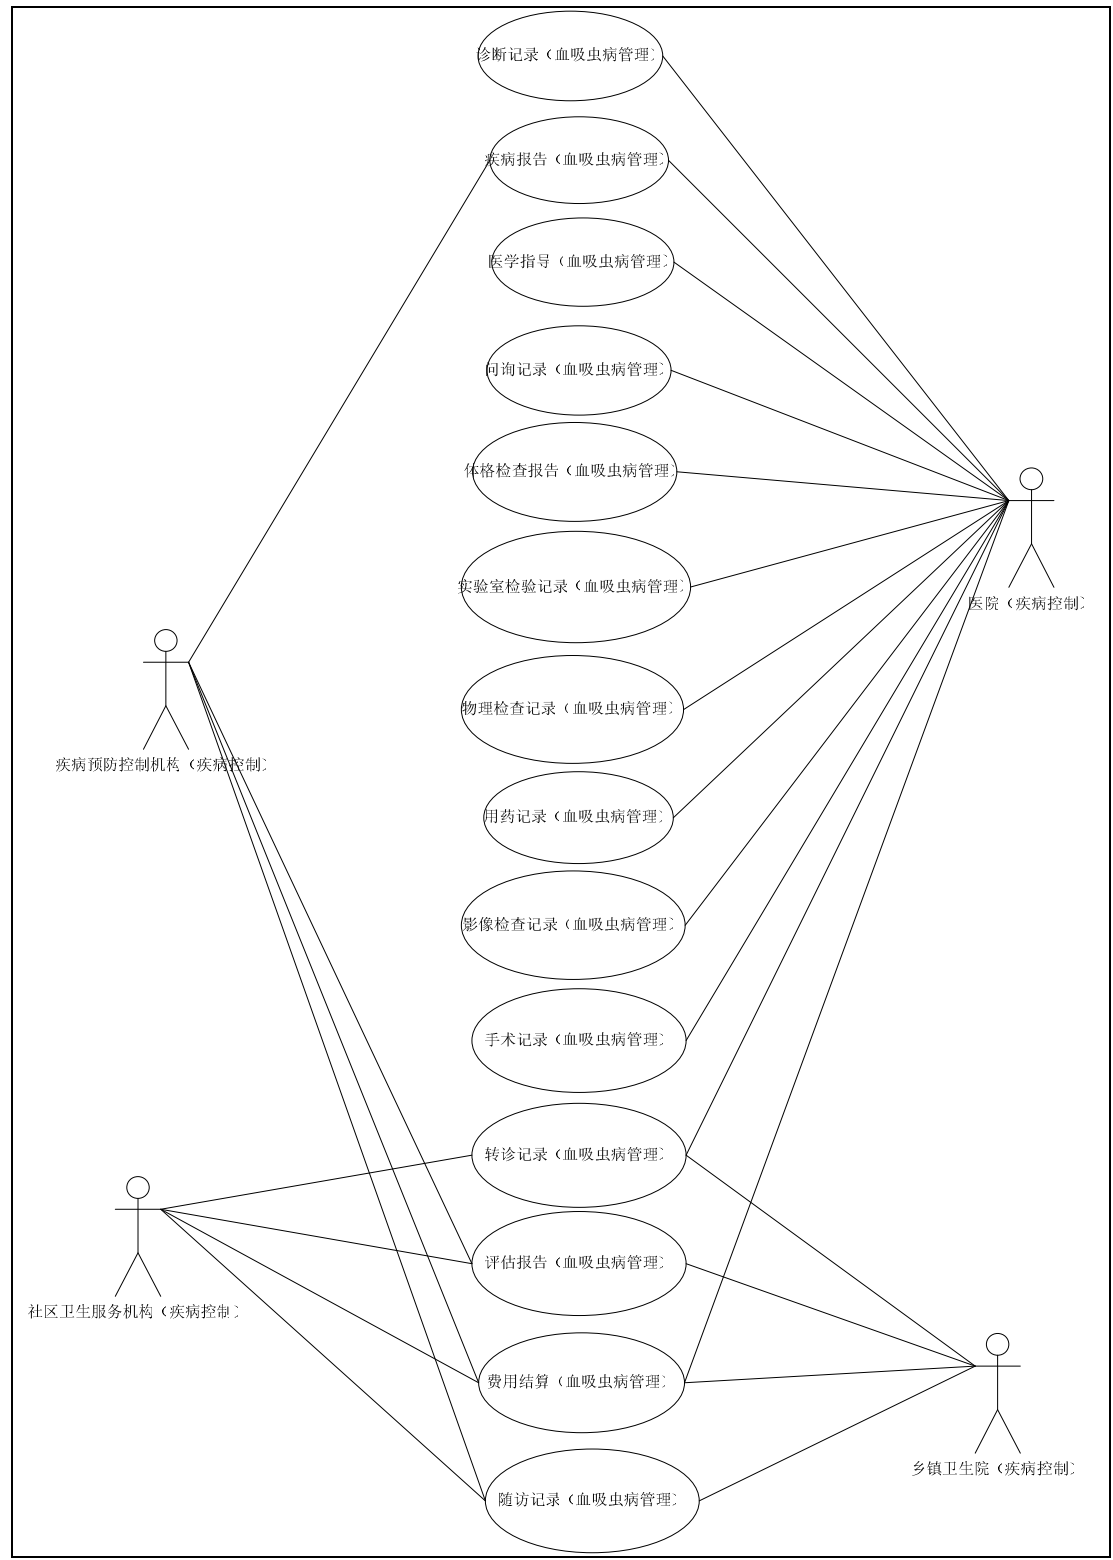 诊断记录（血吸虫病管理）
疾病报告（血吸虫病管理）
医学指导（血吸虫病管理）
问询记录（血吸虫病管理）
体格检查报告（血吸虫病管理）
医院（疾病控制）
实验室检验记录（血吸虫病管理）
物理检查记录（血吸虫病管理）
疾病预防控制机构（疾病控制）
用药记录（血吸虫病管理）
影像检查记录（血吸虫病管理）
手术记录（血吸虫病管理）
转诊记录（血吸虫病管理）
评估报告（血吸虫病管理）
社区卫生服务机构（疾病控制）
费用结算（血吸虫病管理）
乡镇卫生院（疾病控制）
随访记录（血吸虫病管理）